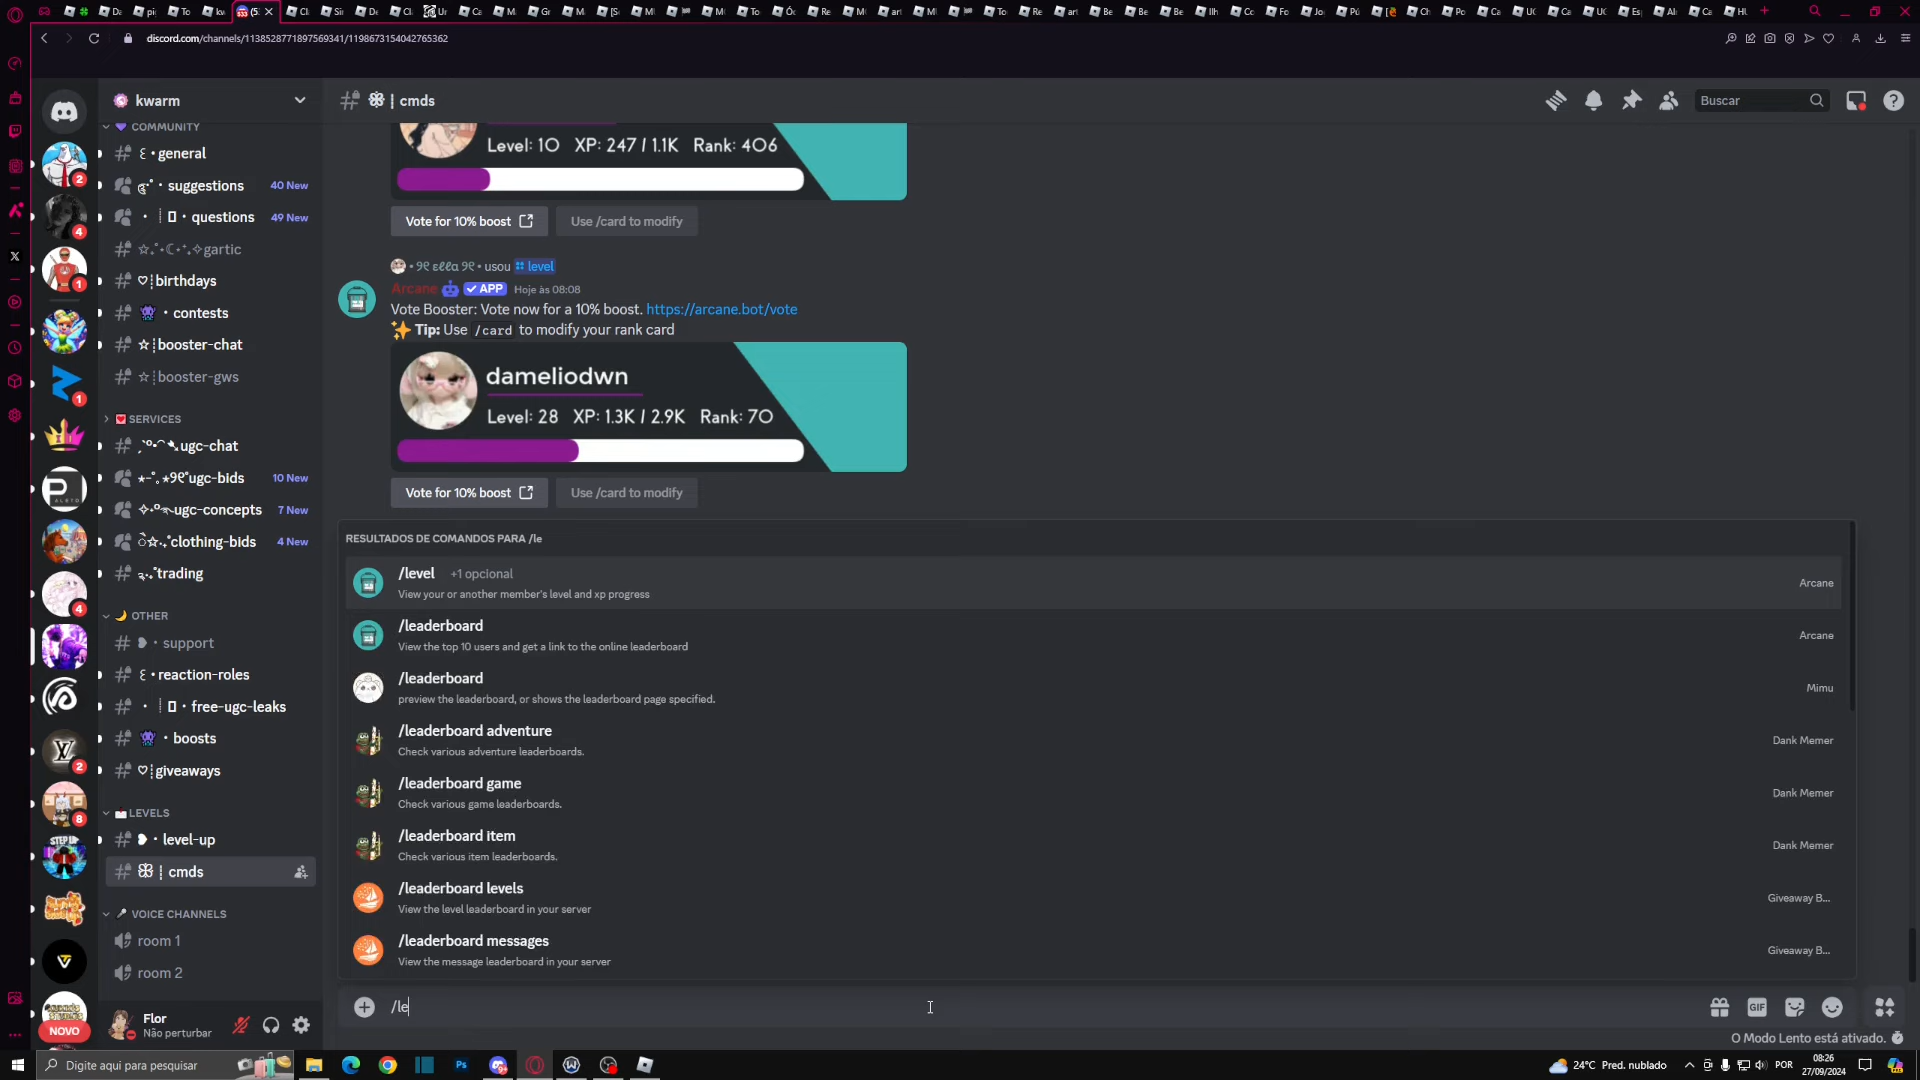 discord.com/channels/1138528771897569341/1198673154042765362
kwarm
| cmds
Buscar
COMMUNITY
general
suggestions
40 New
questions
49 New
gartic
birthdays
contests
booster-chat
booster-gws
SERVICES
ugc-chat
ugc-bids
10 New
ugc-concepts
7 New
clothing-bids
4 New
trading
OTHER
support
reaction-roles
free-ugc-leaks
boosts
giveaways
LEVELS
level-up
cmds
VOICE CHANNELS
room 1
room 2
NOVO
Flor
Não perturbar
Level: 10 XP: 247 / 1.1K Rank: 406
Vote for 10% boost
Use /card to modify
• ୨୧ εℓℓα ୨୧ • usou level
Arcane APP Hoje às 08:08
Vote Booster: Vote now for a 10% boost. https://arcane.bot/vote
Tip: Use /card to modify your rank card
dameliodwn
Level: 28 XP: 1.3K / 2.9K Rank: 70
Vote for 10% boost
Use /card to modify
RESULTADOS DE COMANDOS PARA /le
/level +1 opcional
View your or another member's level and xp progress
Arcane
/leaderboard
View the top 10 users and get a link to the online leaderboard
Arcane
/leaderboard
preview the leaderboard, or shows the leaderboard page specified.
Mimu
/leaderboard adventure
Check various adventure leaderboards.
Dank Memer
/leaderboard game
Check various game leaderboards.
Dank Memer
/leaderboard item
Check various item leaderboards.
Dank Memer
/leaderboard levels
View the level leaderboard in your server
Giveaway B...
/leaderboard messages
View the message leaderboard in your server
Giveaway B...
/le
GIF
O Modo Lento está ativado.
Digite aqui para pesquisar
24°C Pred. nublado
POR
08:26
27/09/2024